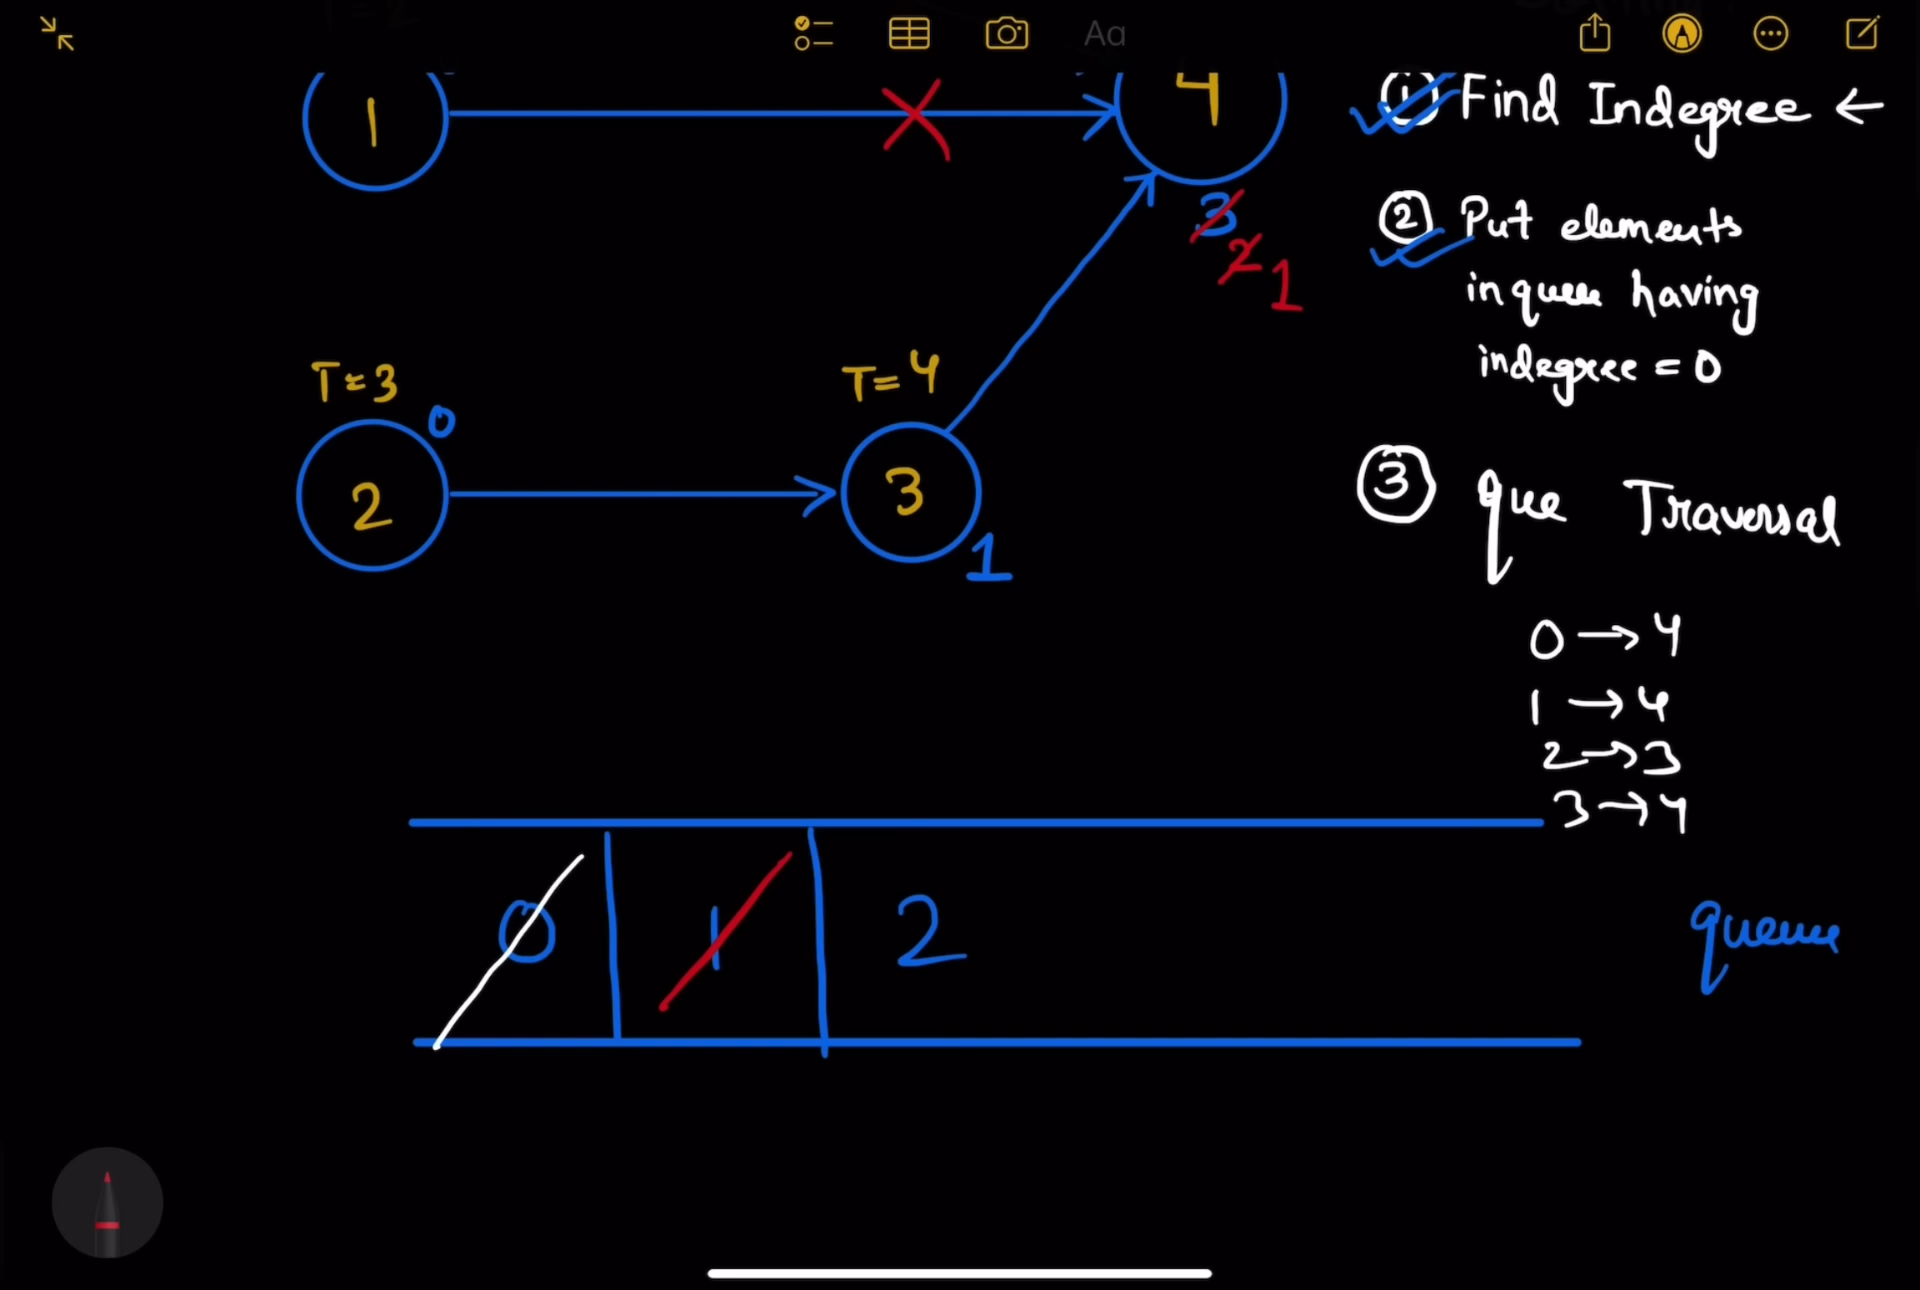 Aa
1
4
3
2
1
T=3
0
2
T=4
3
1
① Find Indegree ←
② Put elements
in queue having
indegree = 0
③ que Traversal
0 → 4
1 → 4
2 → 3
3 → 4
0 1 2
queue